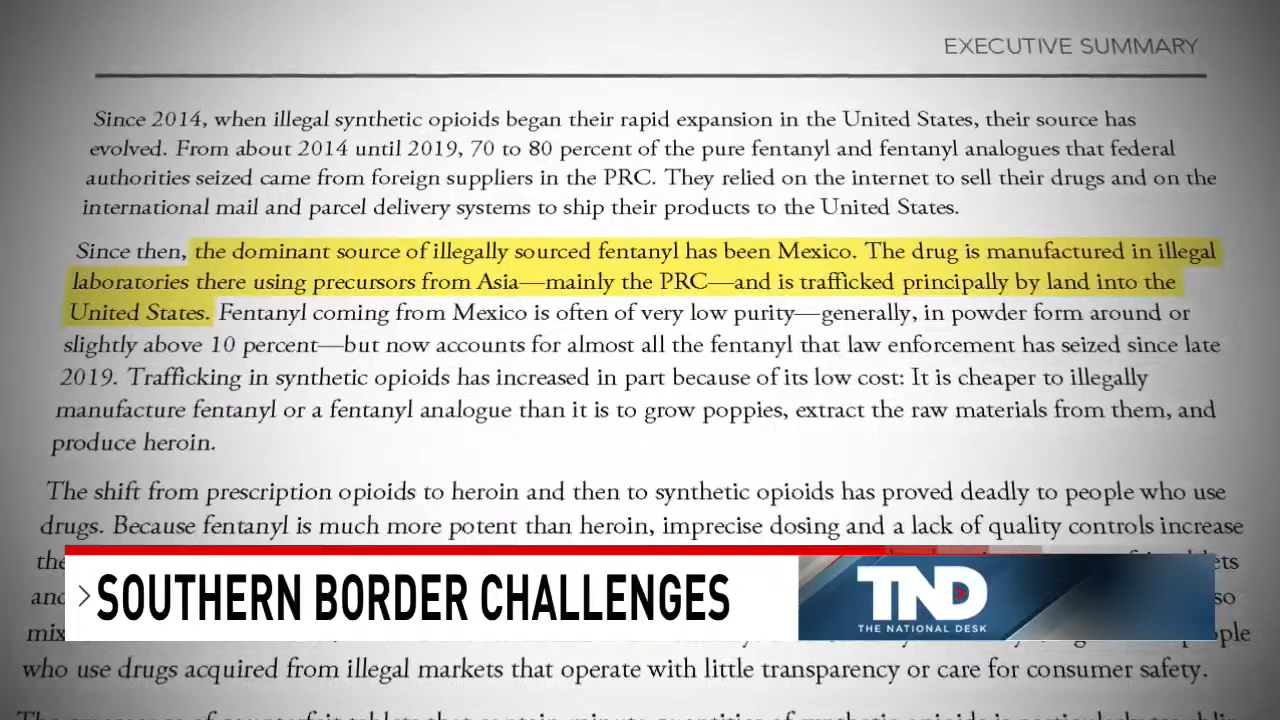 EXECUTIVE SUMMARY
Since 2014, when illegal synthetic opioids began their rapid expansion in the United States, their source has
evolved. From about 2014 until 2019, 70 to 80 percent of the pure fentanyl and fentanyl analogues that federal
authorities seized came from foreign suppliers in the PRC. They relied on the internet to sell their drugs and on the
international mail and parcel delivery systems to ship their products to the United States.
Since then, the dominant source of illegally sourced fentanyl has been Mexico. The drug is manufactured in illegal
laboratories there using precursors from Asia—mainly the PRC—and is trafficked principally by land into the
United States. Fentanyl coming from Mexico is often of very low purity—generally, in powder form around or
slightly above 10 percent—but now accounts for almost all the fentanyl that law enforcement has seized since late
2019. Trafficking in synthetic opioids has increased in part because of its low cost: It is cheaper to illegally
manufacture fentanyl or a fentanyl analogue than it is to grow poppies, extract the raw materials from them, and
produce heroin.
The shift from prescription opioids to heroin and then to synthetic opioids has proved deadly to people who use
drugs. Because fentanyl is much more potent than heroin, imprecise dosing and a lack of quality controls increase
SOUTHERN BORDER CHALLENGES
TND
THE NATIONAL DESK
who use drugs acquired from illegal markets that operate with little transparency or care for consumer safety.